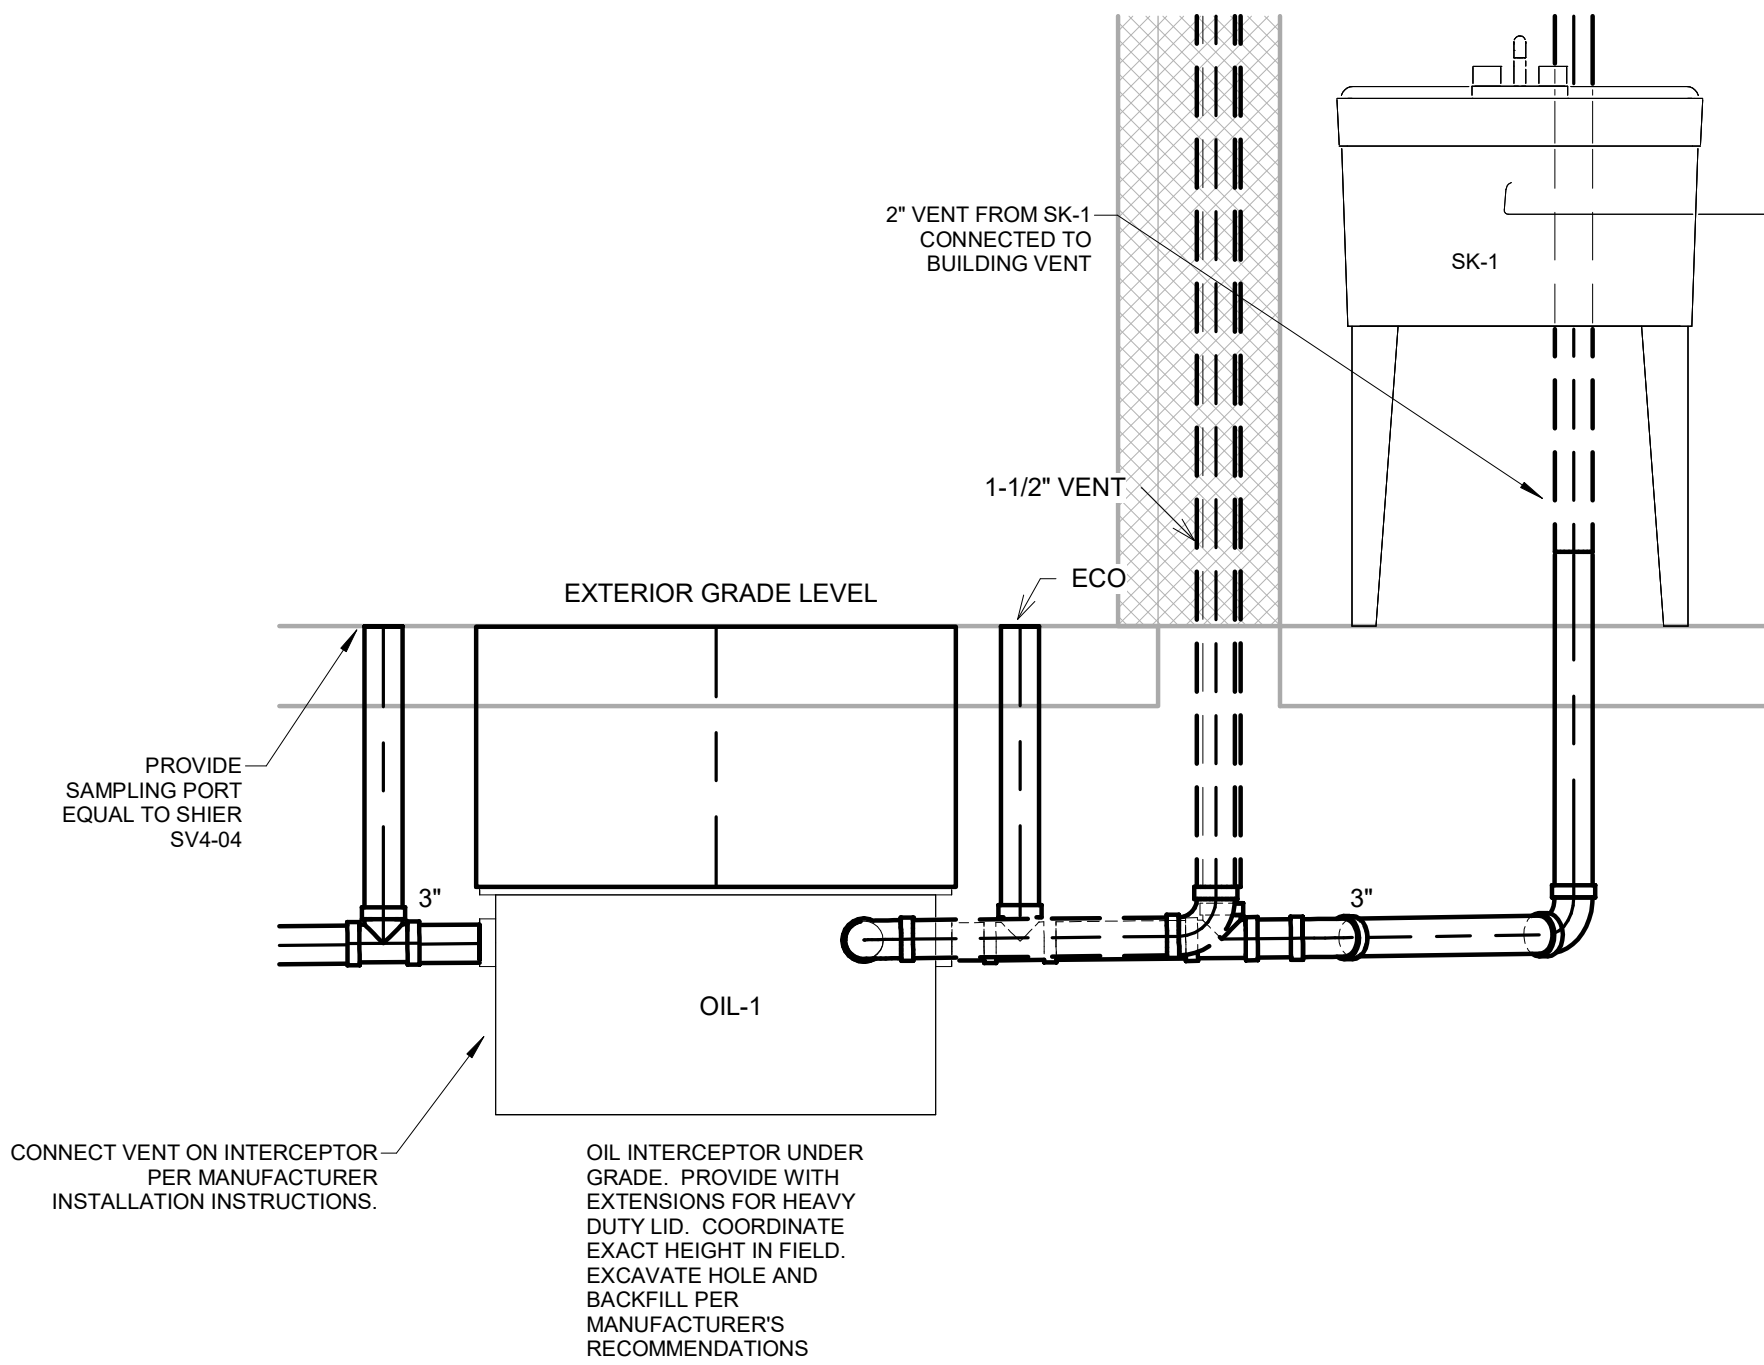 2" VENT FROM SK-1
CONNECTED TO
BUILDING VENT
SK-1
1-1/2" VENT
ECO
EXTERIOR GRADE LEVEL
PROVIDE
SAMPLING PORT
EQUAL TO SHIER
SV4-04
3"
3"
OIL-1
CONNECT VENT ON INTERCEPTOR
PER MANUFACTURER
INSTALLATION INSTRUCTIONS.
OIL INTERCEPTOR UNDER
GRADE. PROVIDE WITH
EXTENSIONS FOR HEAVY
DUTY LID. COORDINATE
EXACT HEIGHT IN FIELD.
EXCAVATE HOLE AND
BACKFILL PER
MANUFACTURER'S
RECOMMENDATIONS